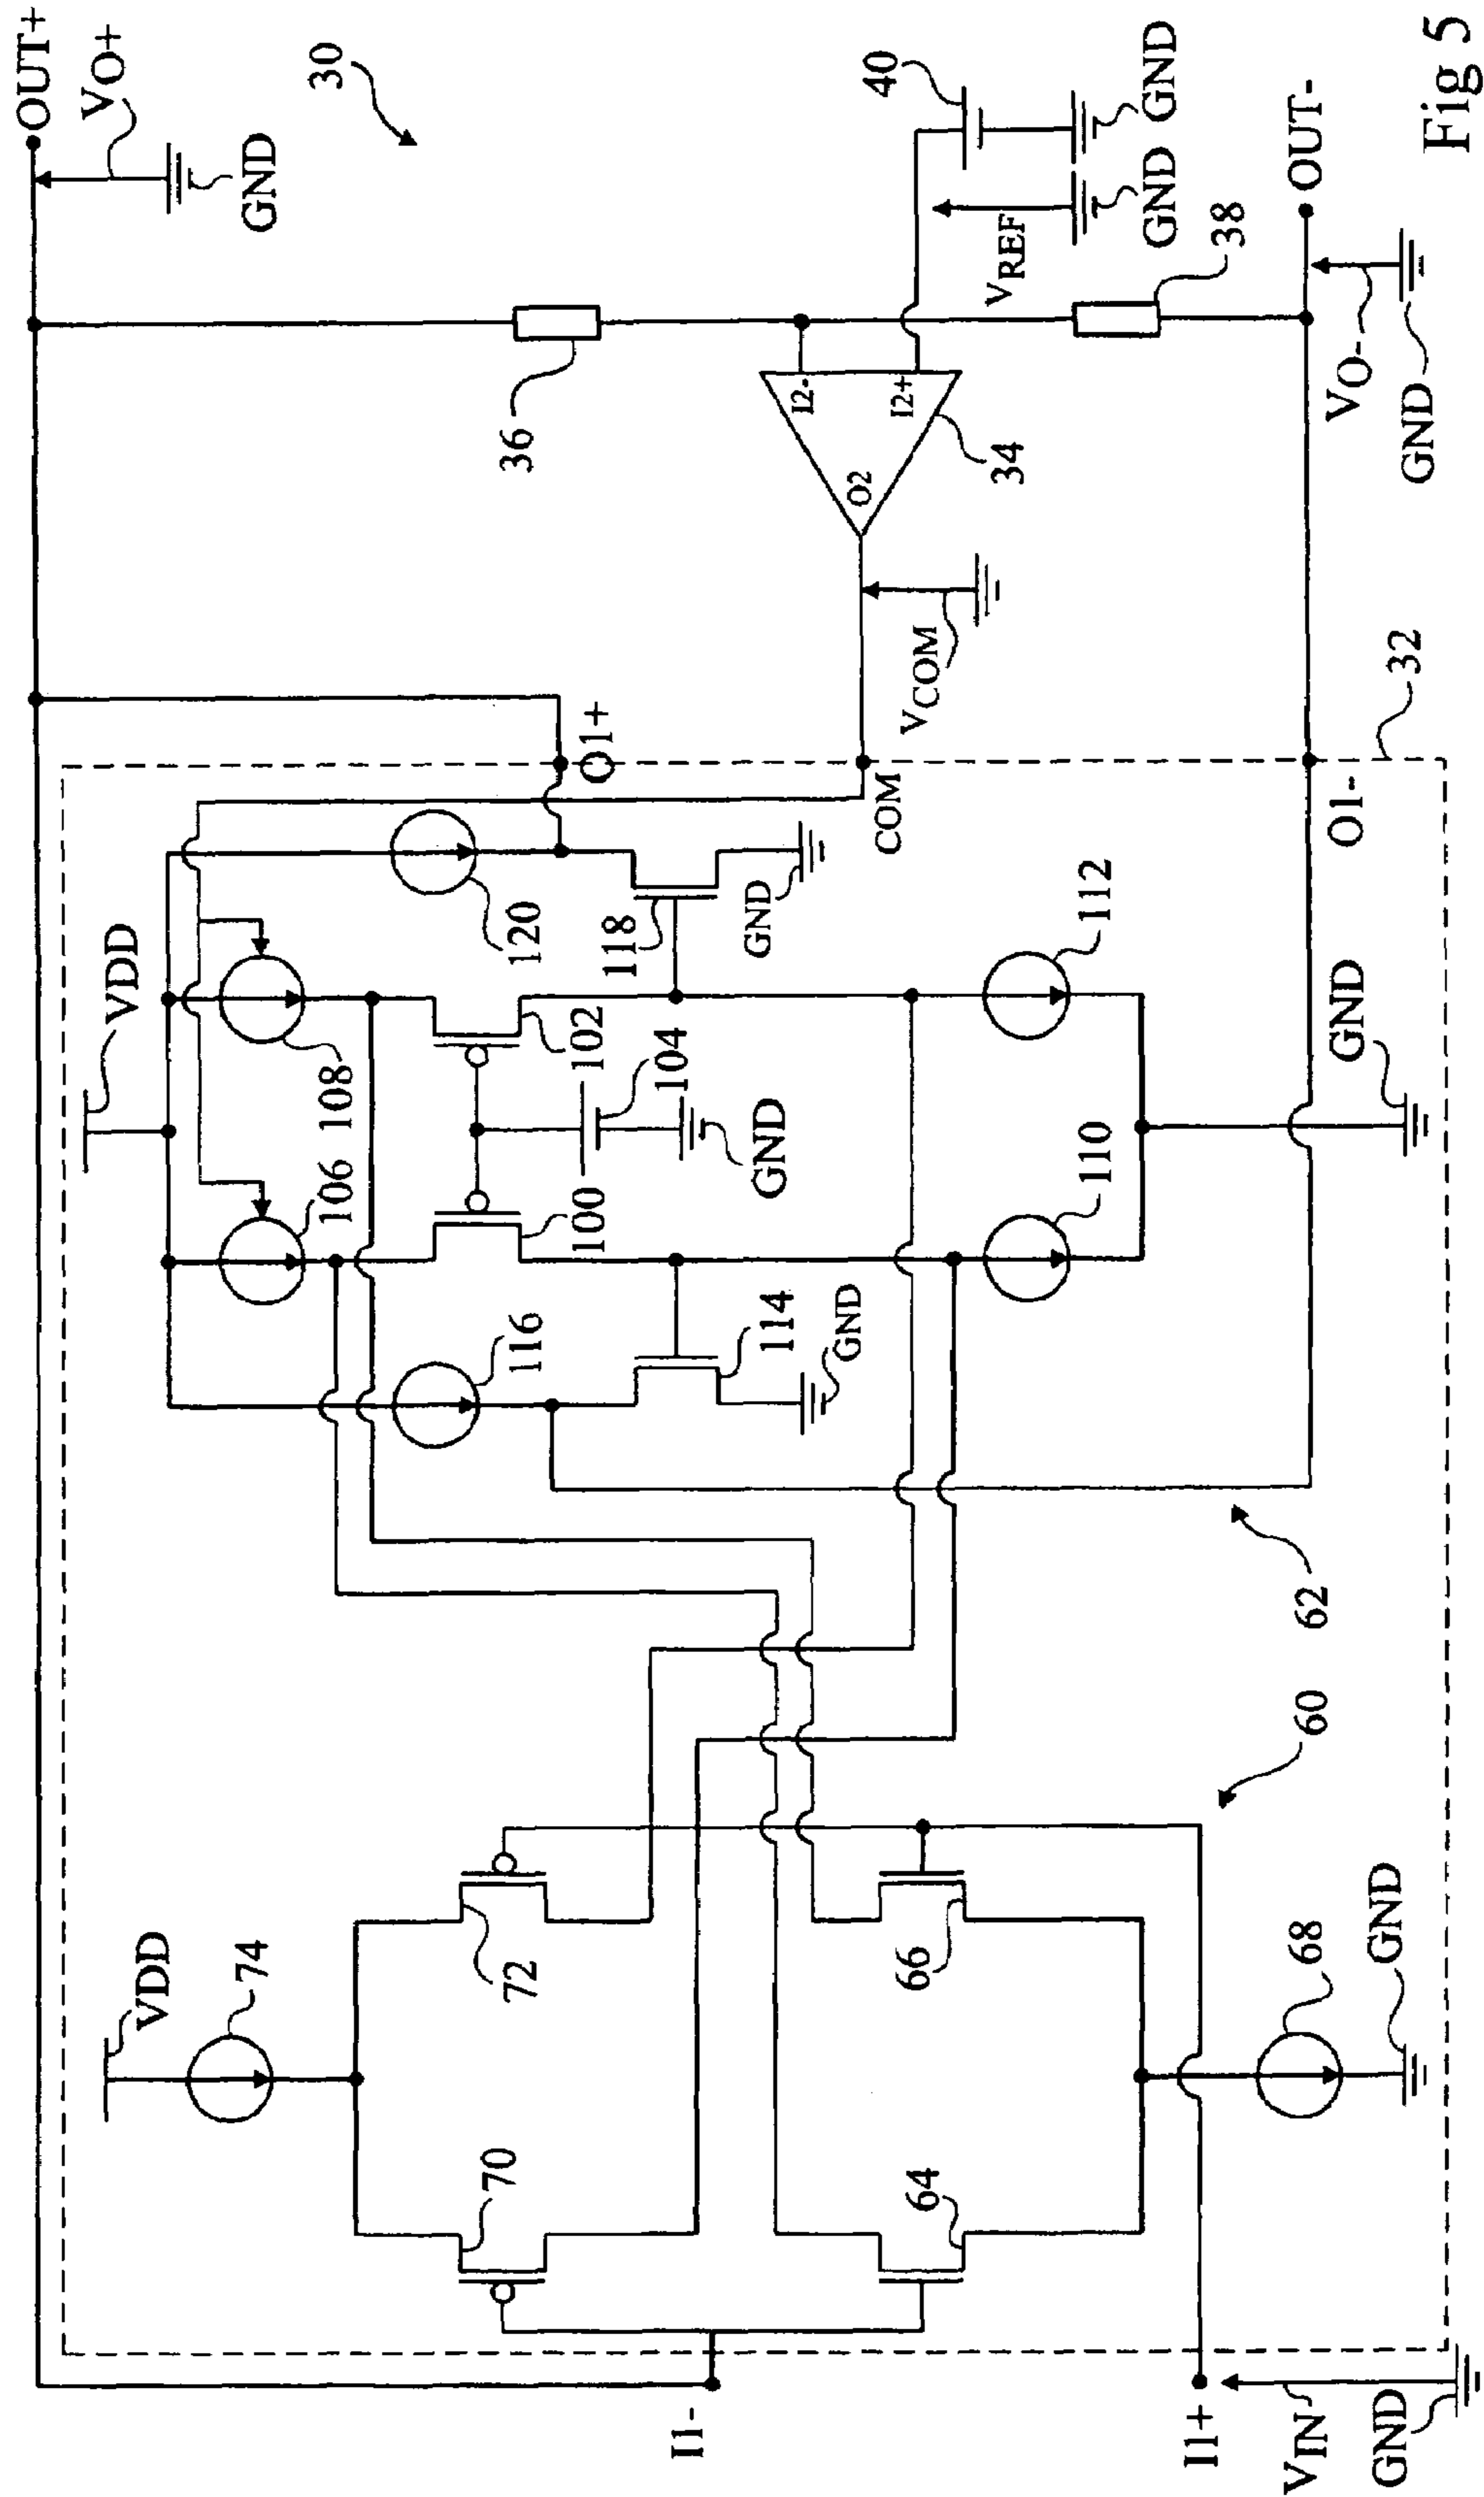 OUT+
VO+
GND
30
40
GND
GND
VREF
36
38
I2-
I2+
O2
34
OUT-
VO-
GND
VCOM
32
O1+
COM
O1-
VDD
120
118
GND
108
102
104
GND
112
106
100
110
GND
116
114
GND
62
60
VDD
74
72
66
68
GND
70
64
I1-
I1+
VIN
GND
Fig 5